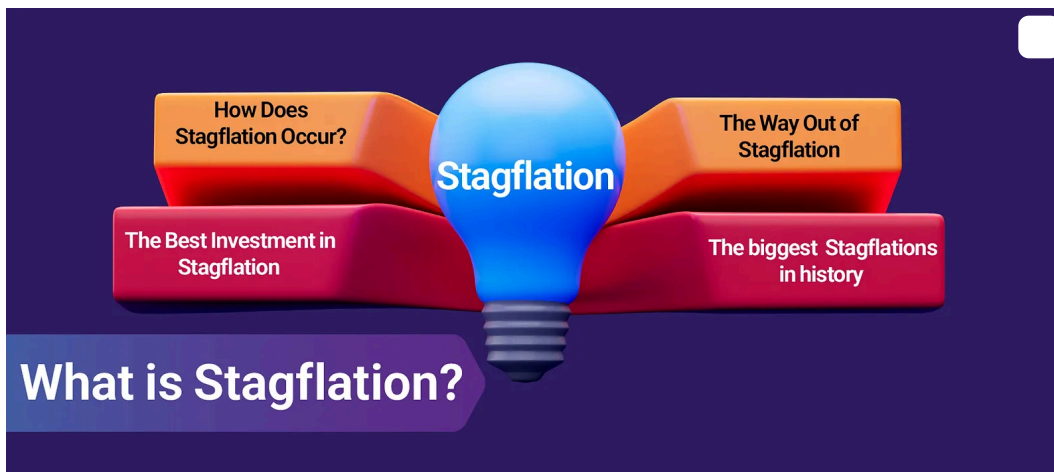 How Does
Stagflation Occur?
The Way Out of
Stagflation
Stagflation
The Best Investment in
Stagflation
The biggest Stagflations
in history
What is Stagflation?